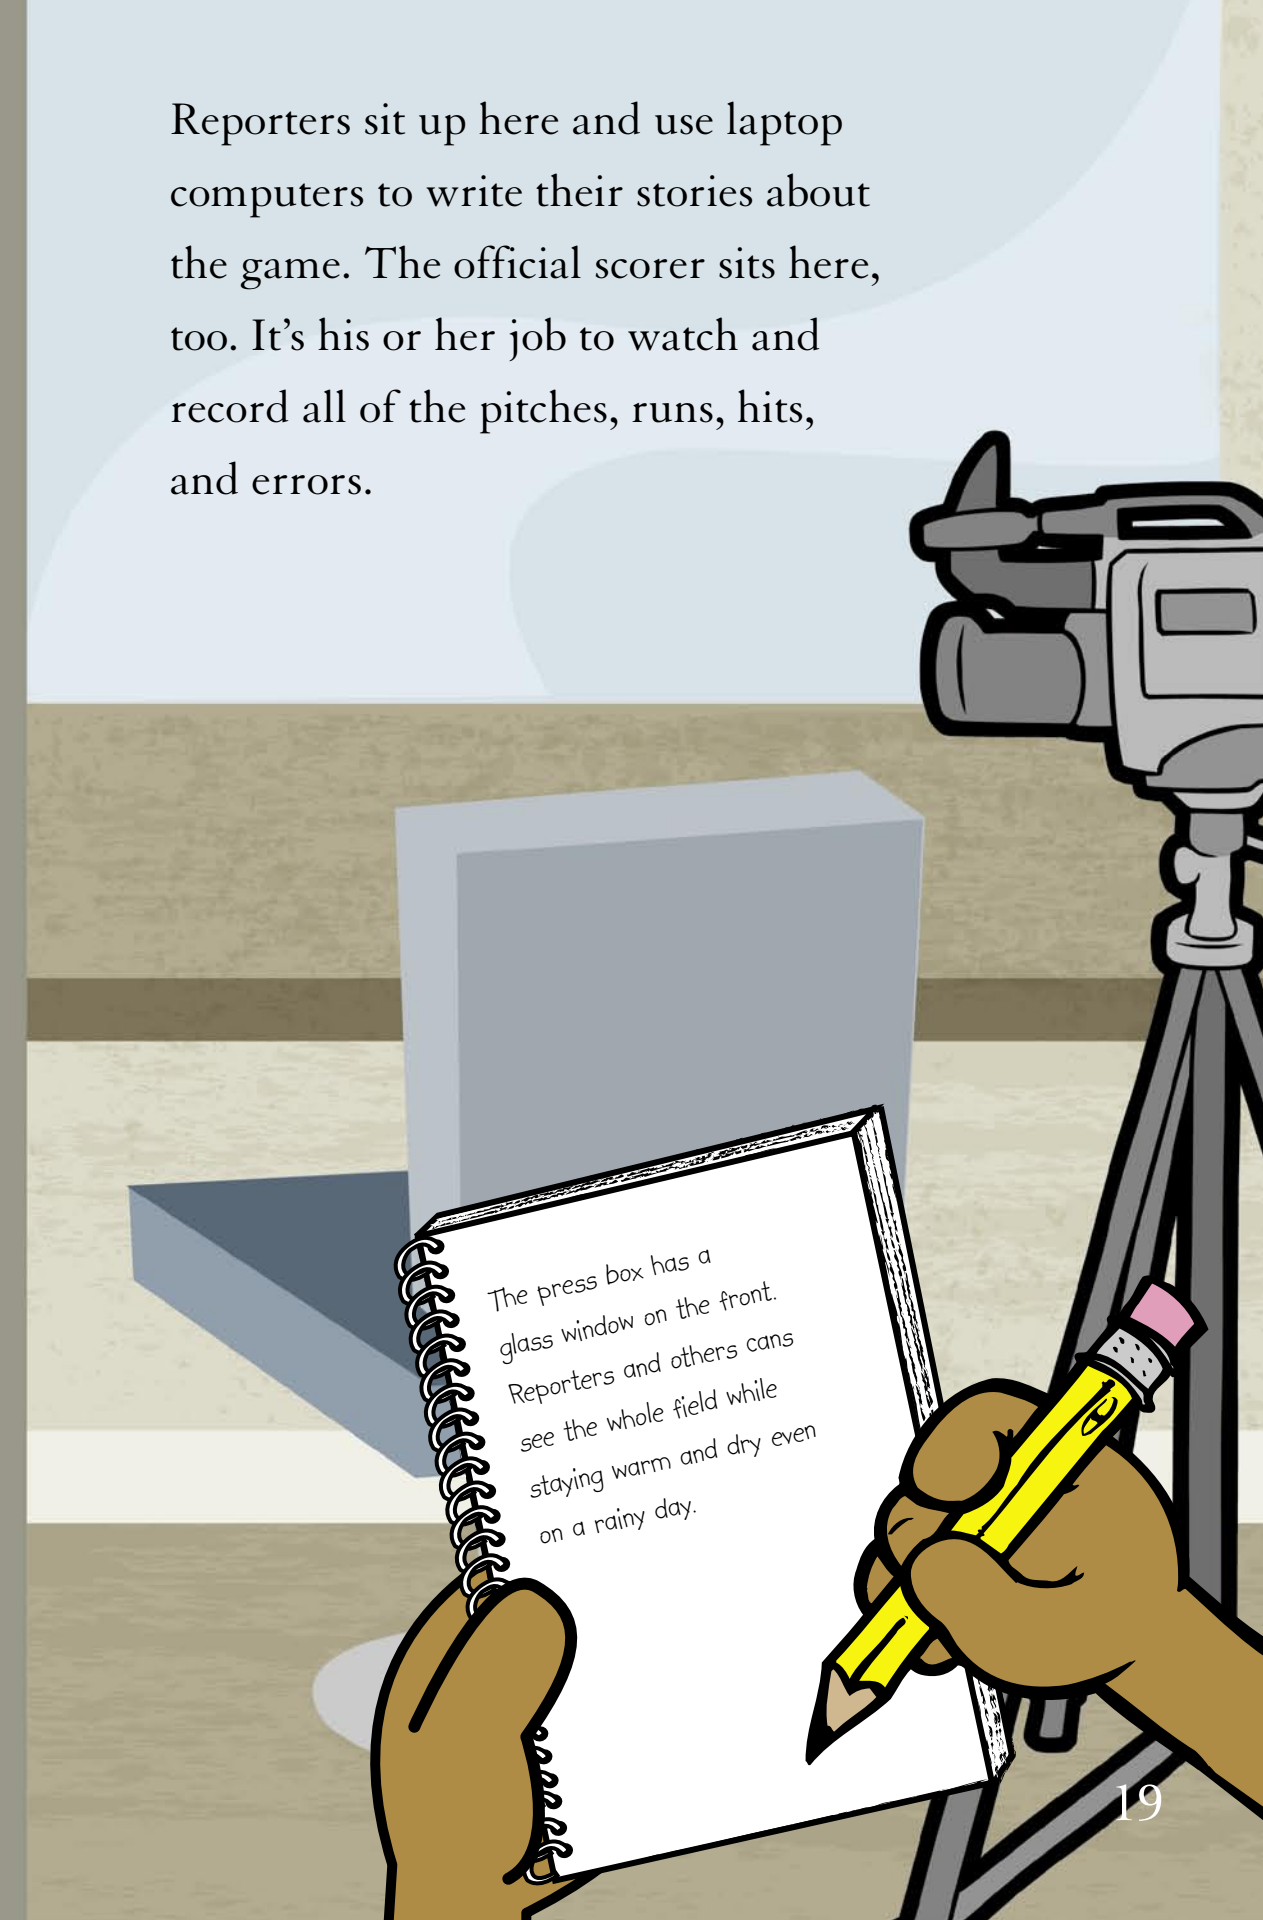 Reporters sit up here and use laptop
computers to write their stories about
the game. The official scorer sits here,
too. It’s his or her job to watch and
record all of the pitches, runs, hits,
and errors.
The press box has a
glass window on the front.
Reporters and others cans
see the whole field while
staying warm and dry even
on a rainy day.
19